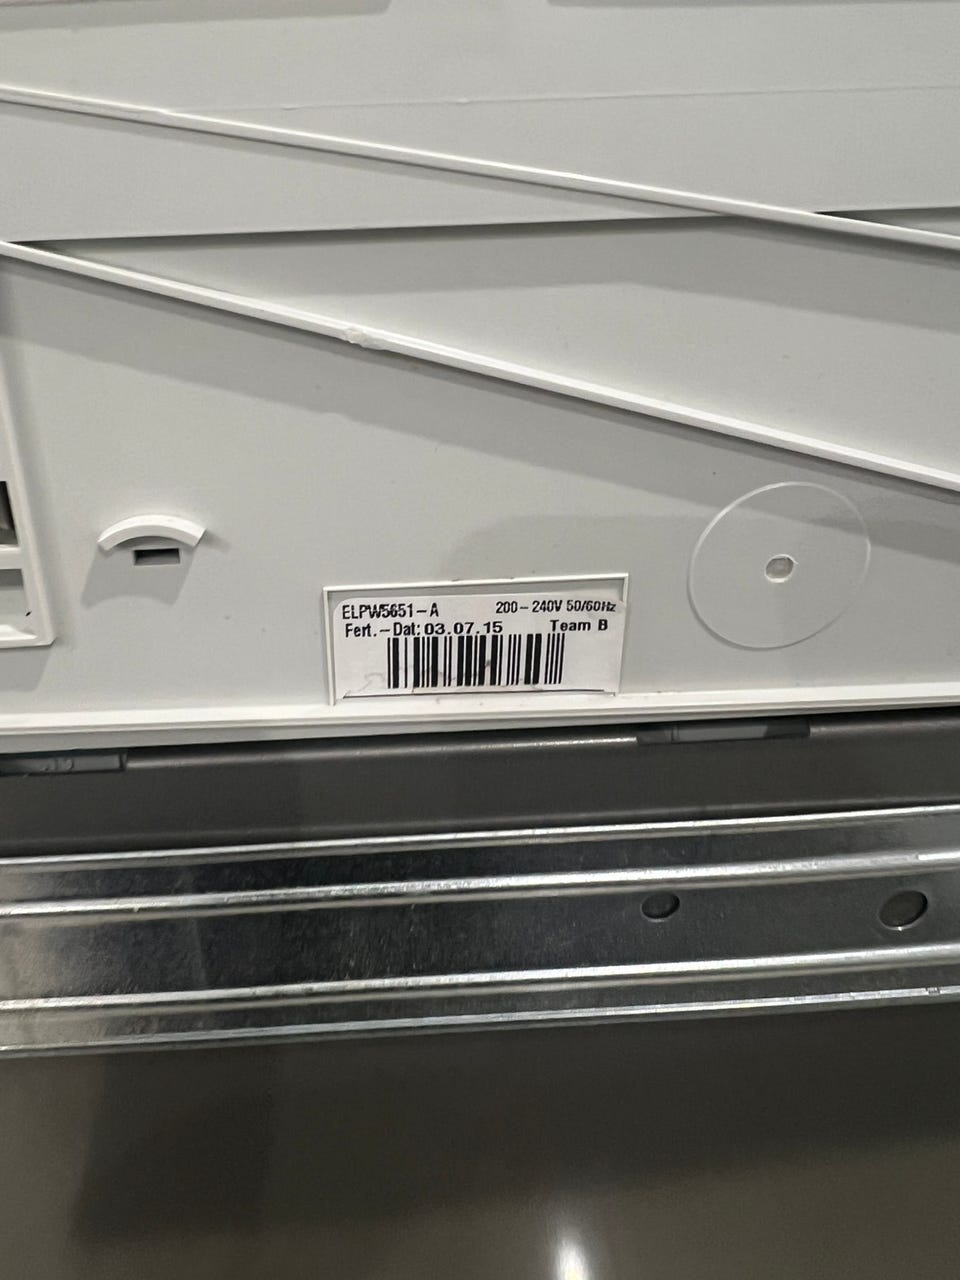 ELPW5651-A 200-240V 50/60Hz
Fert.-Dat: 03.07.15 Team B